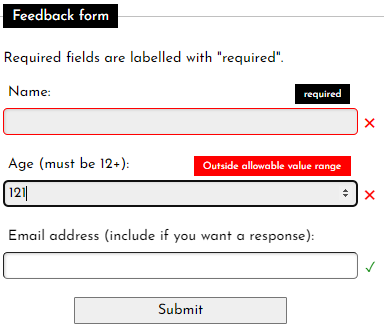 Feedback form
Required fields are labelled with "required".
Name:
required
Age (must be 12+):
Outside allowable value range
121
Email address (include if you want a response):
Submit